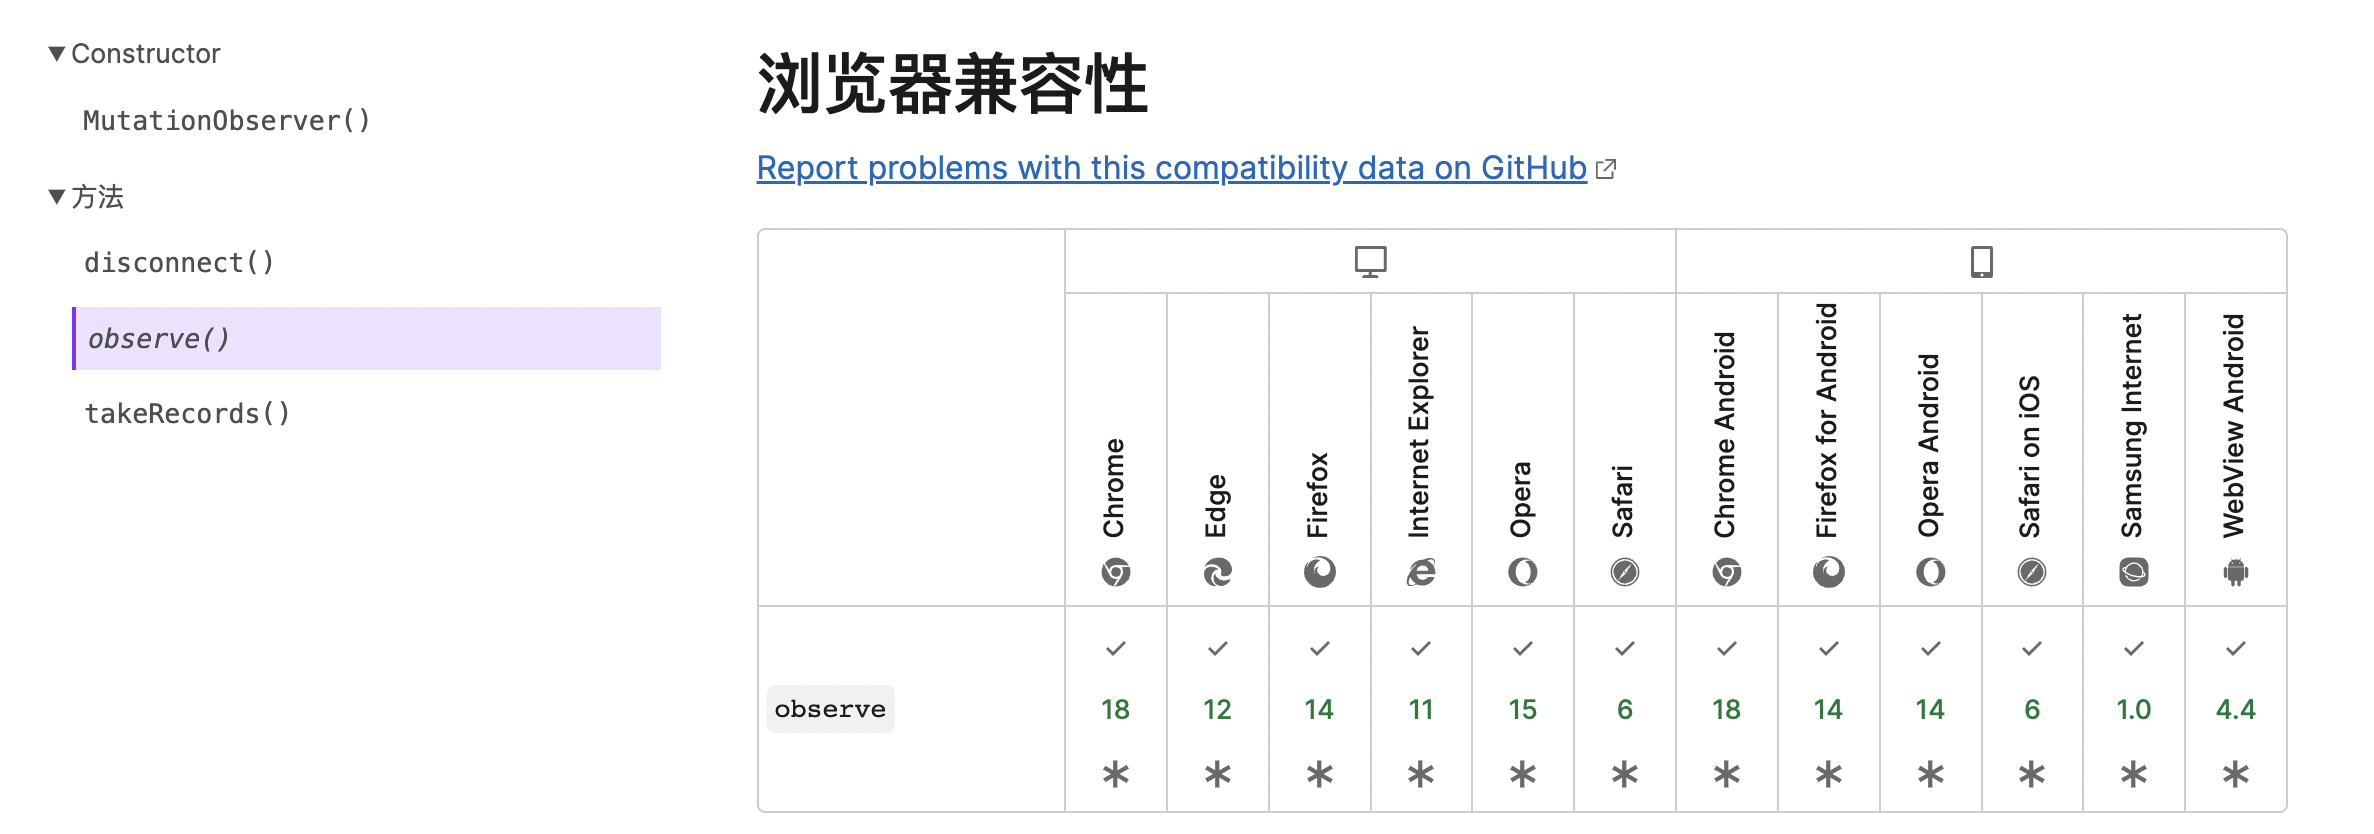 Constructor
MutationObserver()
方法
disconnect()
observe()
takeRecords()
浏览器兼容性
Report problems with this compatibility data on GitHub
Chrome
Edge
Firefox
Internet Explorer
Opera
Safari
Chrome Android
Firefox for Android
Opera Android
Safari on iOS
Samsung Internet
WebView Android
observe
18 12 14 11 15 6 18 14 14 6 1.0 4.4
* * * * * * * * * * * *